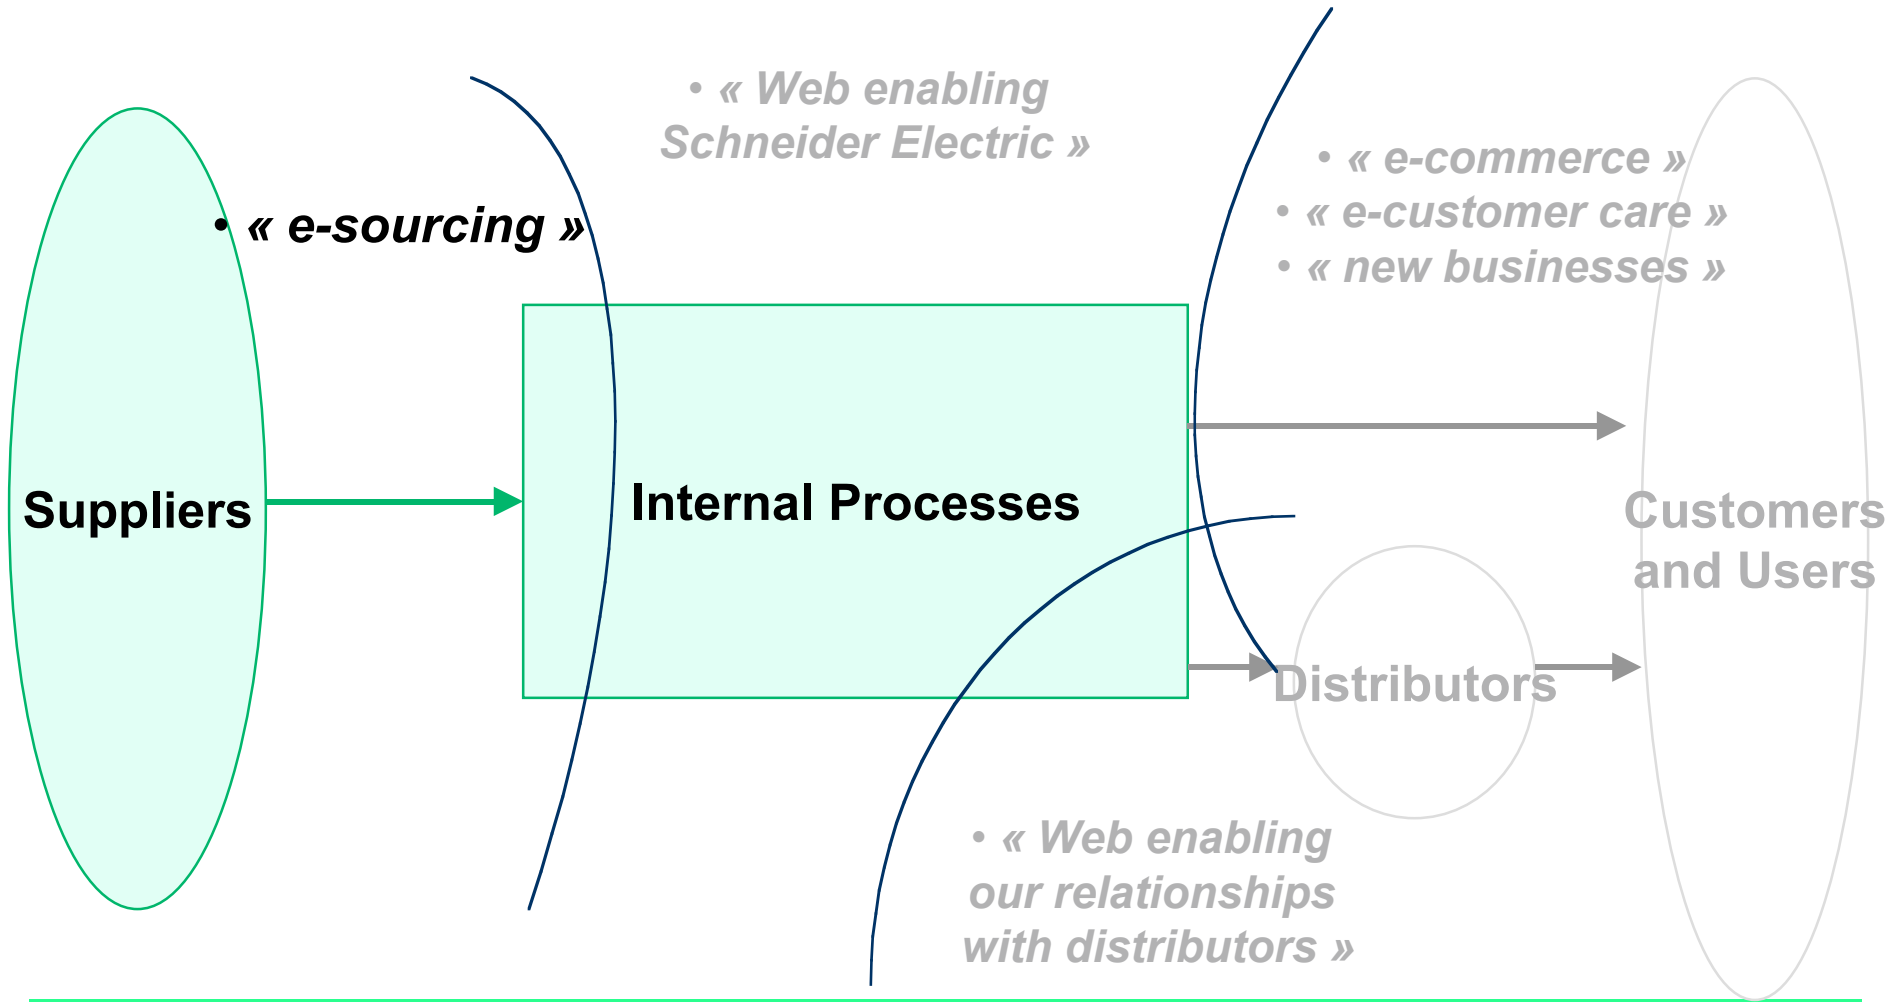 • « Web enabling
Schneider Electric »
• « e-commerce »
• « e-customer care »
• « new businesses »
• « e-sourcing »
Suppliers
Internal Processes
Customers
and Users
Distributors
• « Web enabling
our relationships
with distributors »